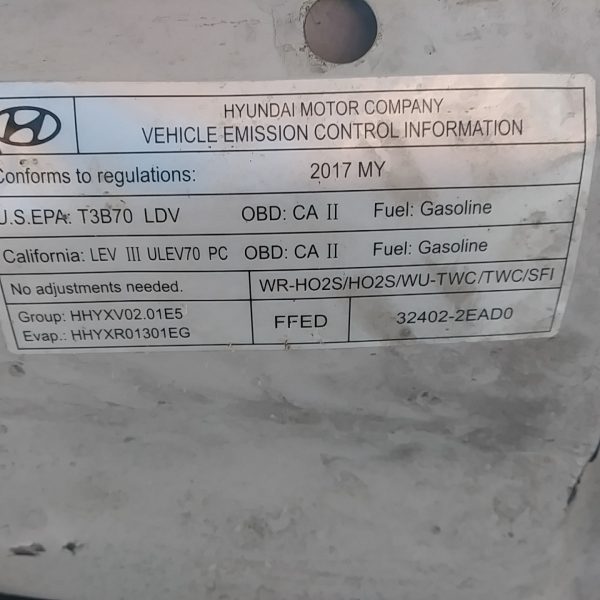 HYUNDAI MOTOR COMPANY
VEHICLE EMISSION CONTROL INFORMATION
Conforms to regulations: 2017 MY
U.S.EPA: T3B70 LDV OBD: CA II Fuel: Gasoline
California: LEV III ULEV70 PC OBD: CA II Fuel: Gasoline
No adjustments needed. WR-HO2S/HO2S/WU-TWC/TWC/SFI
Group: HHYXV02.01E5
Evap.: HHYXR01301EG
FFED 32402-2EAD0